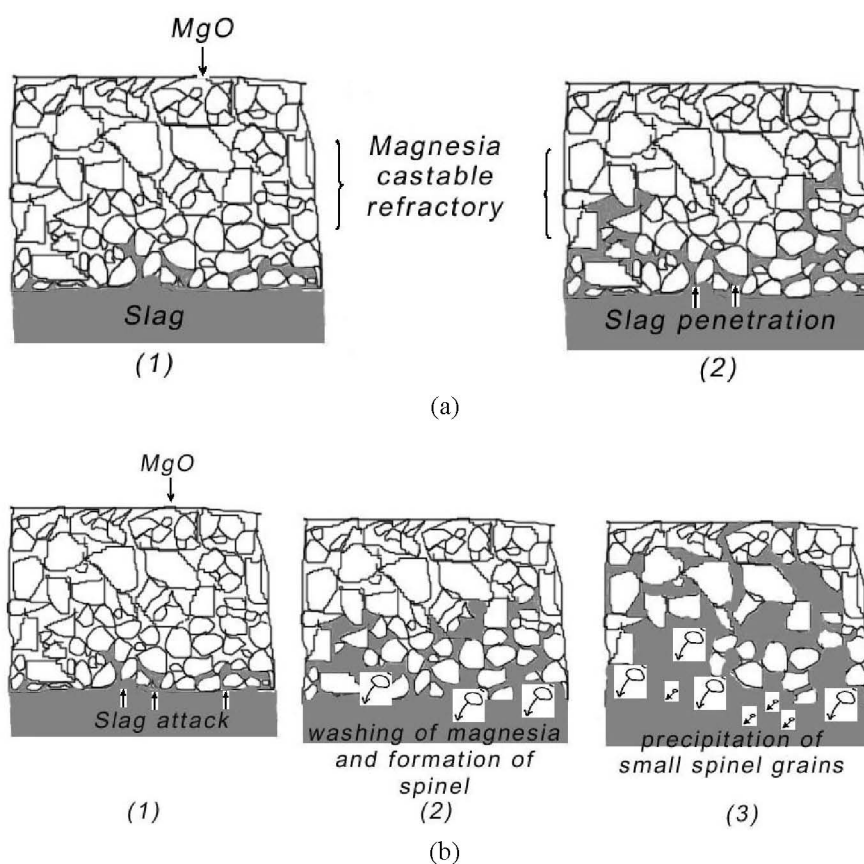 MgO
Magnesia
castable
refractory
Slag
Slag penetration
(1)
(2)
(a)
MgO
Slag attack
washing of magnesia
and formation of
spinel
precipitation of
small spinel grains
(1)
(2)
(3)
(b)